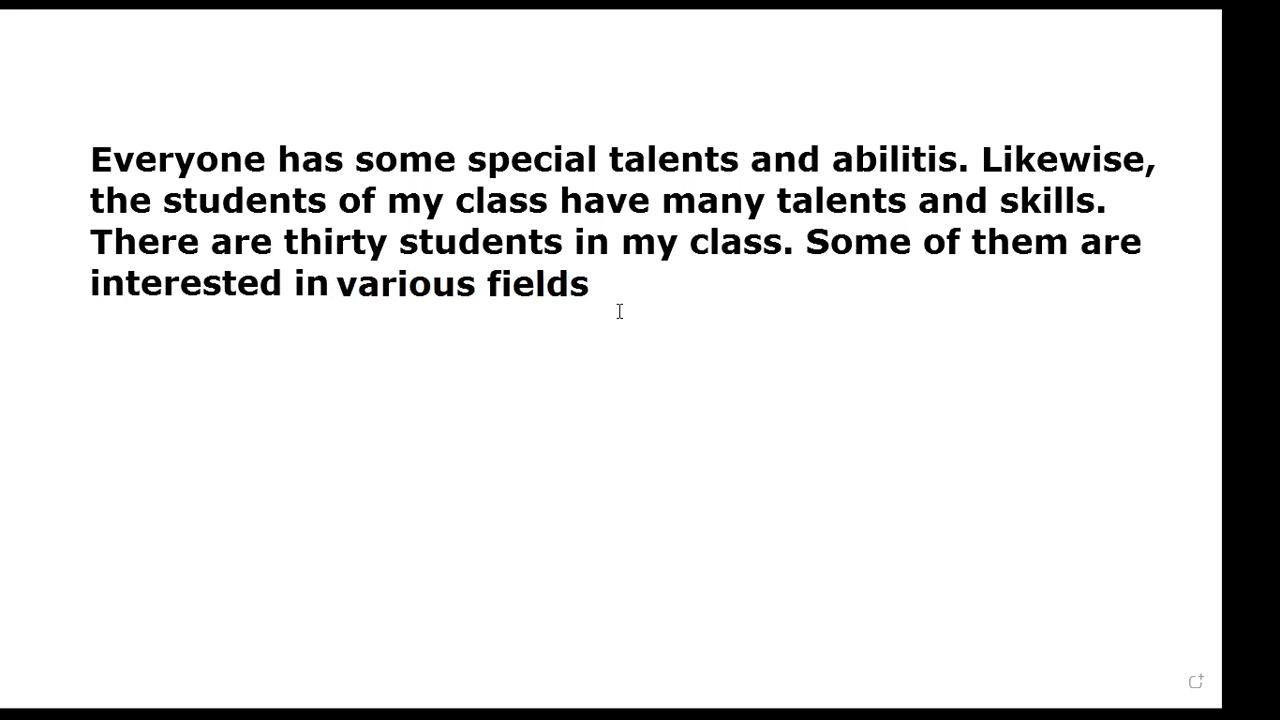 Everyone has some special talents and abilitis. Likewise,
the students of my class have many talents and skills.
There are thirty students in my class. Some of them are
interested in various fields